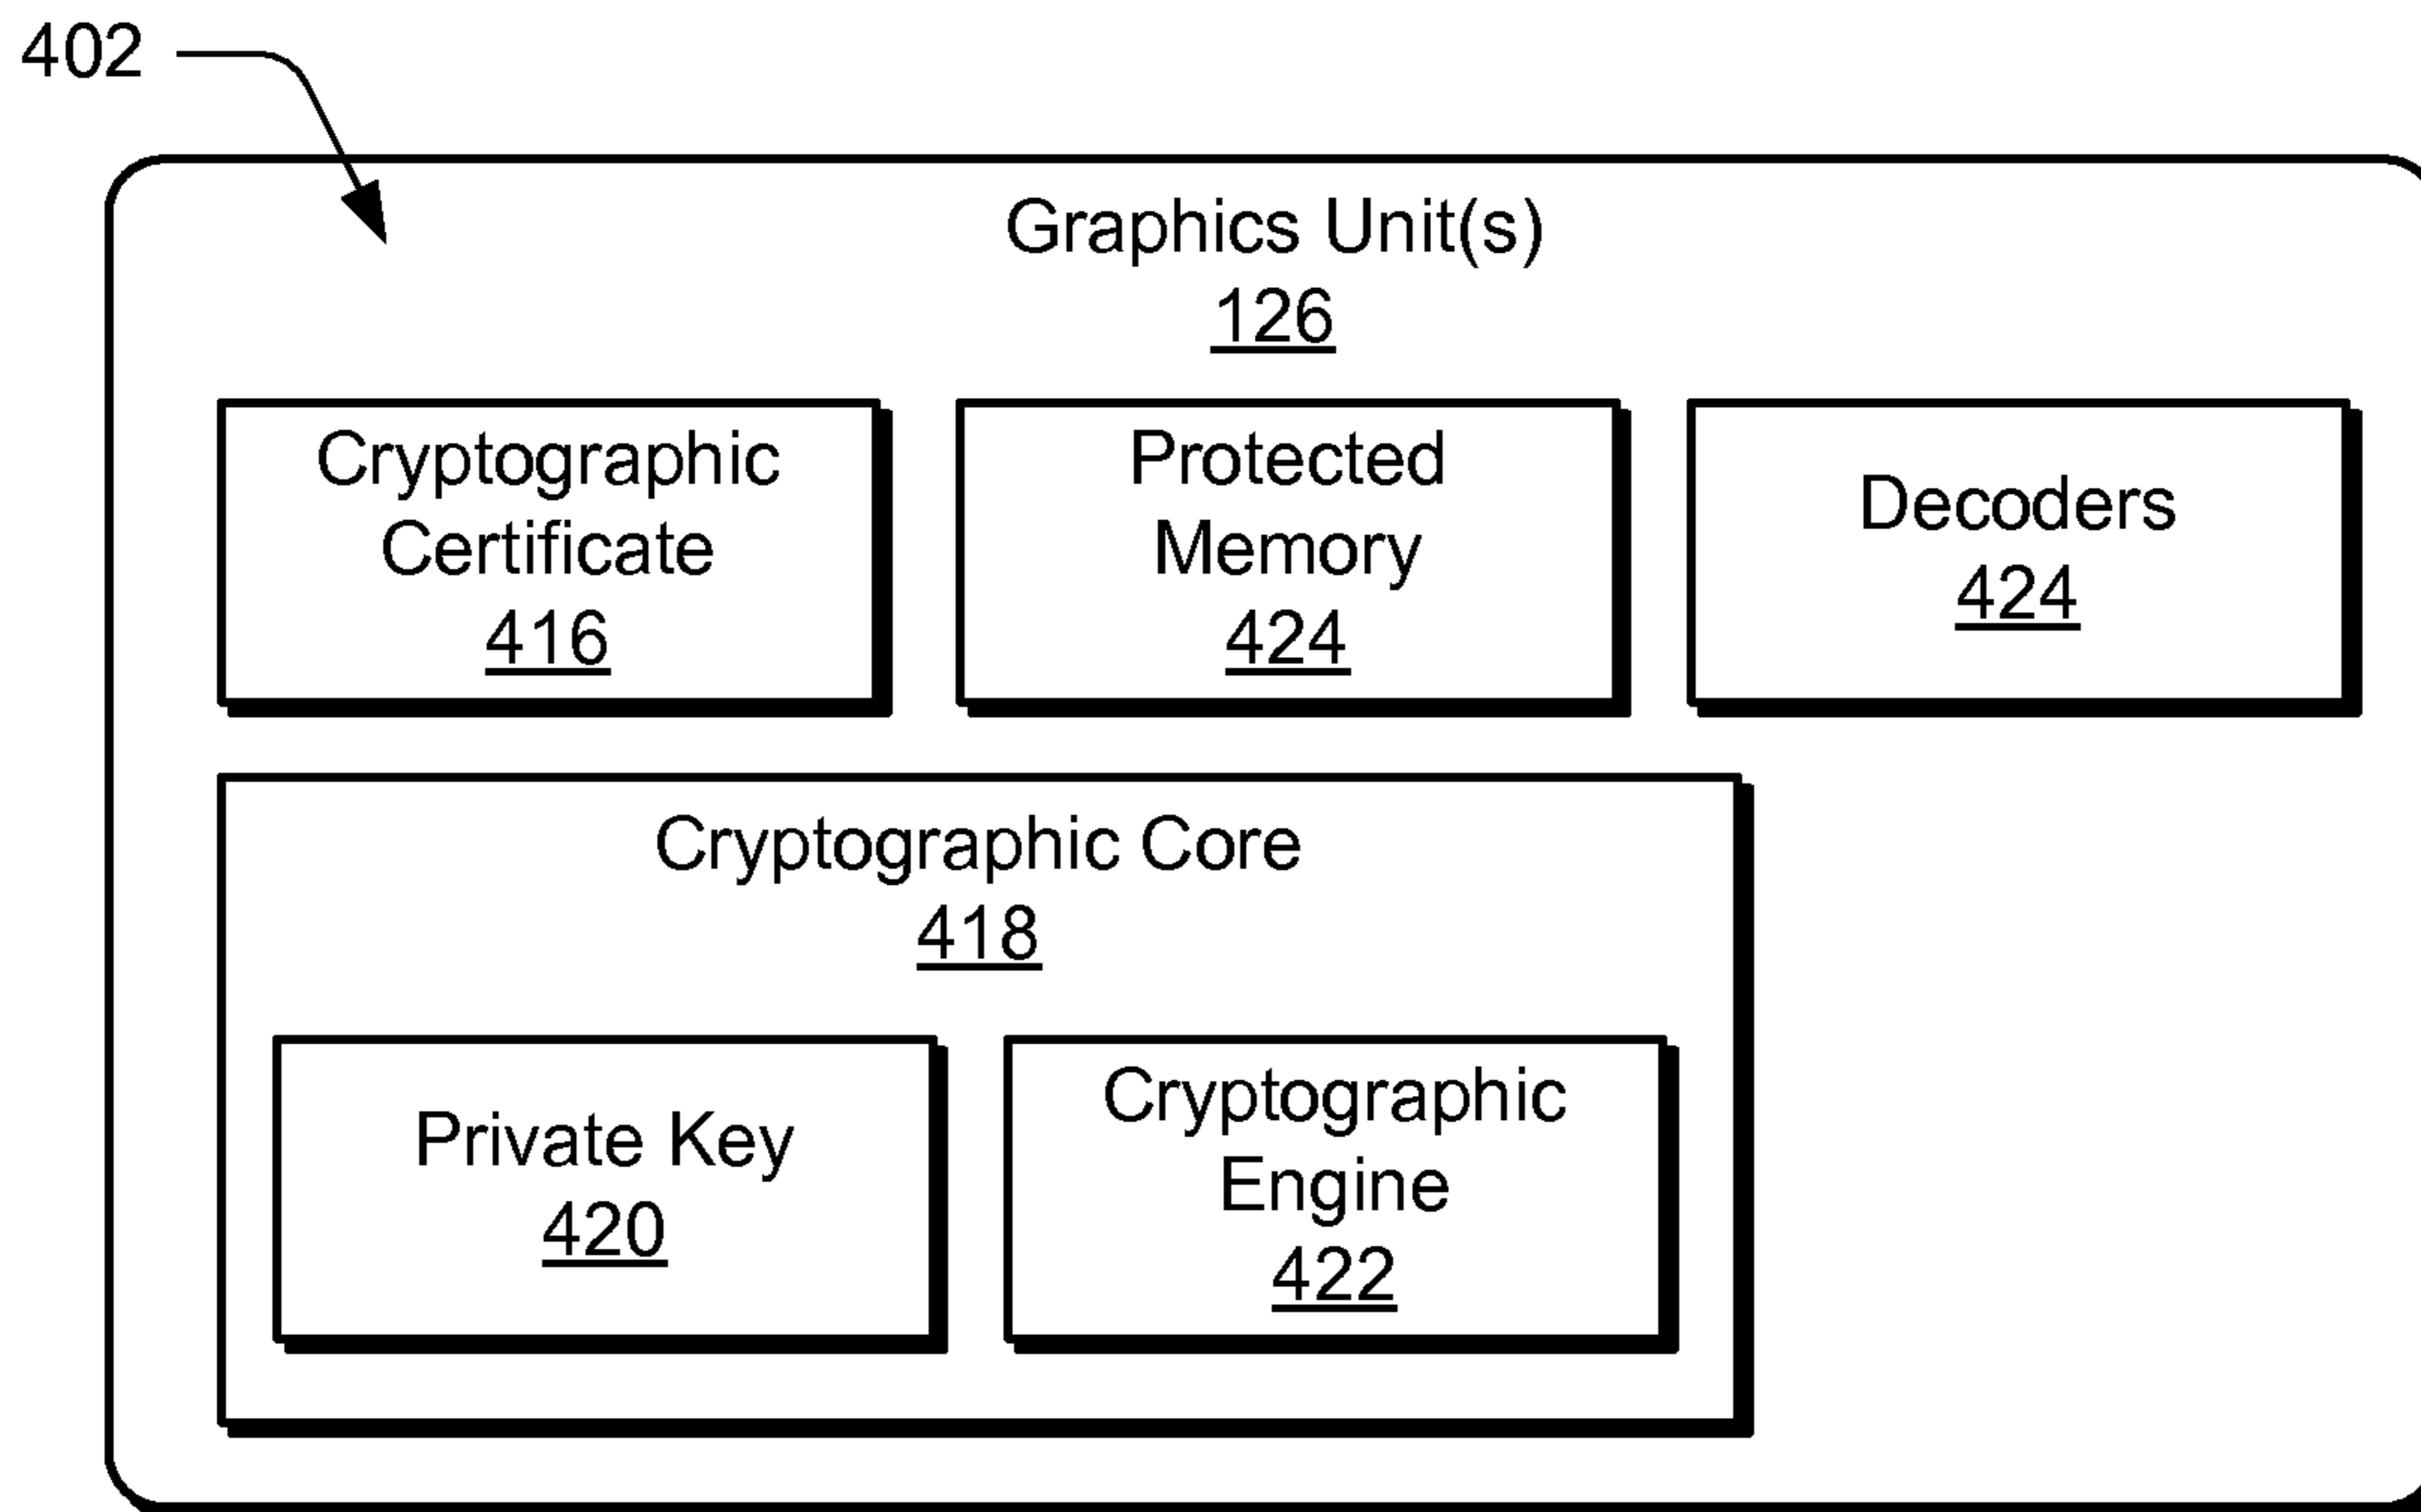 402
Graphics Unit(s)
126
Cryptographic
Certificate
416
Protected
Memory
424
Decoders
424
Cryptographic Core
418
Private Key
420
Cryptographic
Engine
422